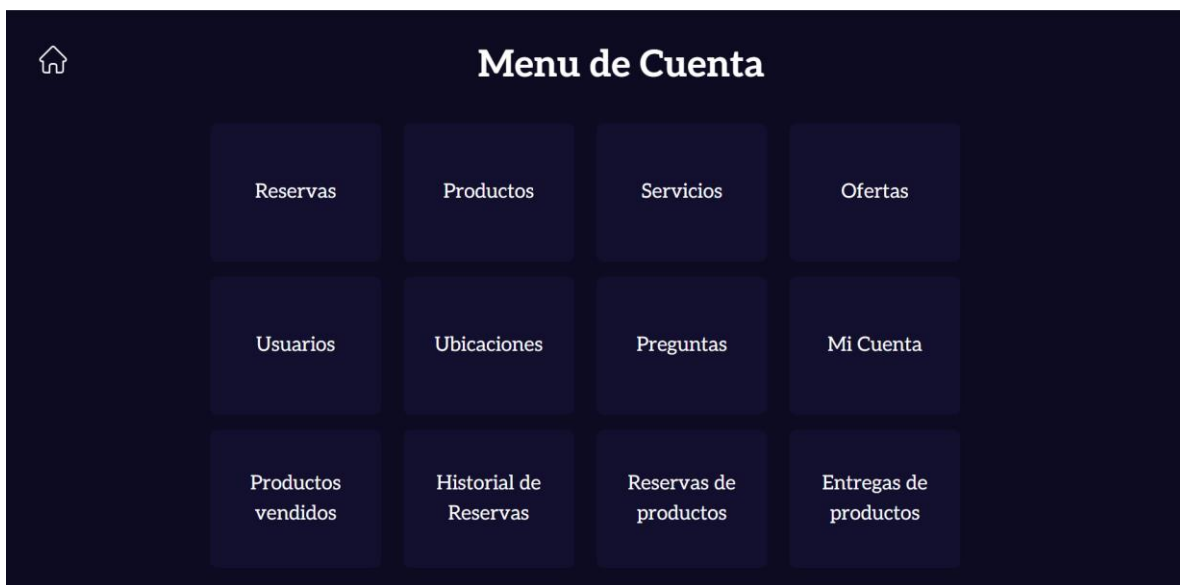 Menu de Cuenta
Reservas
Productos
Servicios
Ofertas
Usuarios
Ubicaciones
Preguntas
Mi Cuenta
Productos
vendidos
Historial de
Reservas
Reservas de
productos
Entregas de
productos